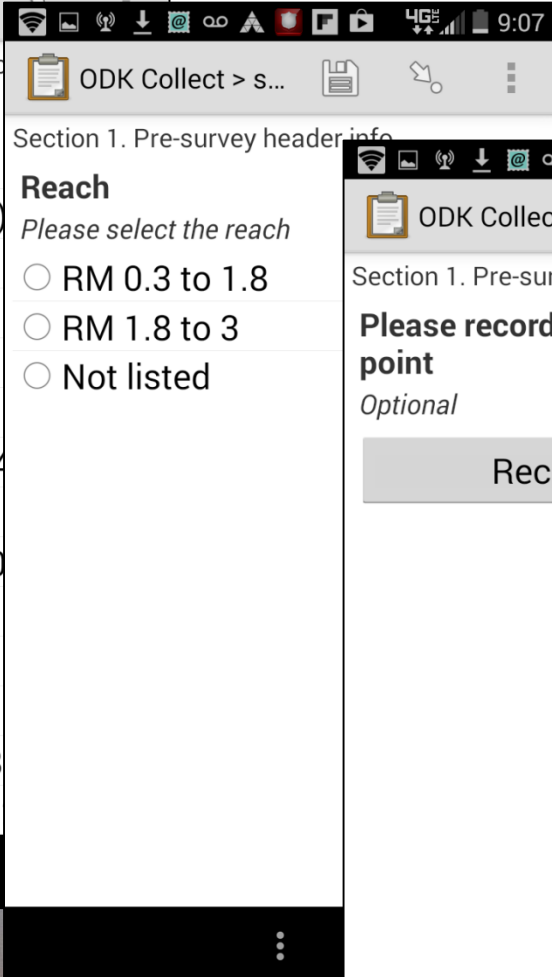 4G LTE 9:07
ODK Collect > s...
Section 1. Pre-survey header info
Reach
Please select the reach
RM 0.3 to 1.8
RM 1.8 to 3
Not listed
ODK Collec
Section 1. Pre-sur
Please record
point
Optional
Rec